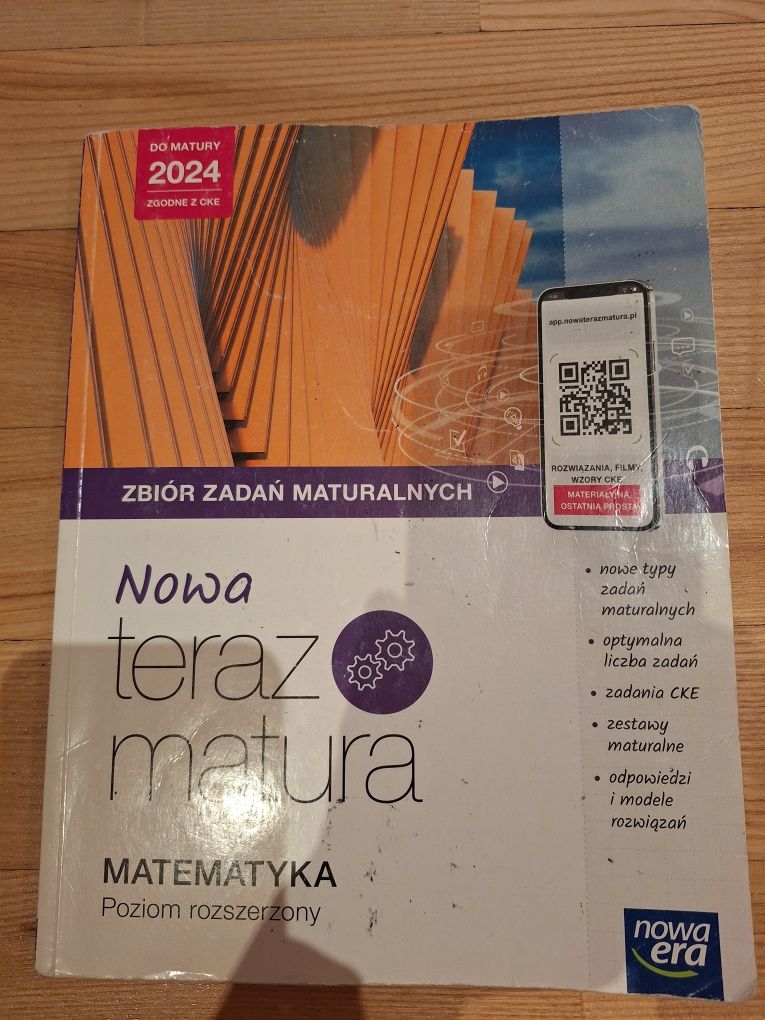 DO MATURY
2024
ZGODNE Z CKE
app.nowaterazmatura.pl
ROZWIĄZANIA, FILMY,
WZORY CKE
MATERIAŁY NA
OSTATNIĄ PROSTĄ
ZBIÓR ZADAŃ MATURALNYCH
Nowa
teraz
matura
• nowe typy
zadań
maturalnych
• optymalna
liczba zadań
• zadania CKE
• zestawy
maturalne
• odpowiedzi
i modele
rozwiązań
MATEMATYKA
Poziom rozszerzony
nowa
era